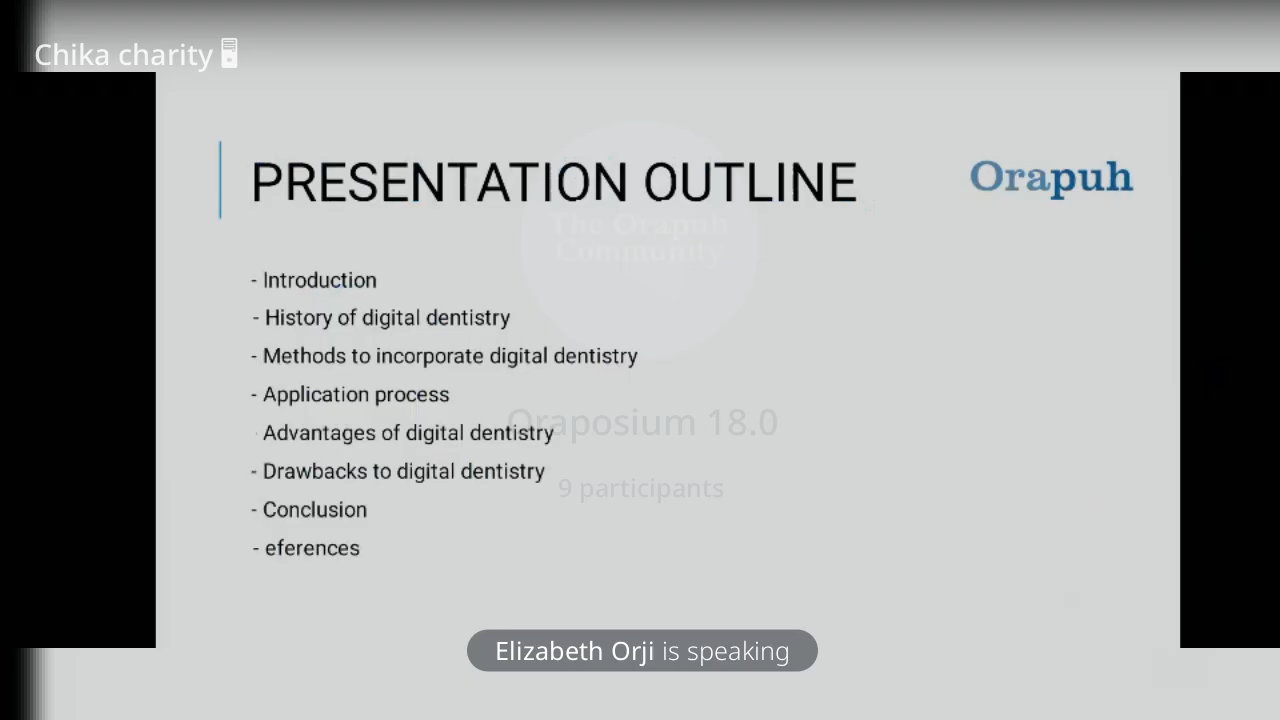 Chika charity
PRESENTATION OUTLINE
Orapuh
The Orapuh
Community
- Introduction
- History of digital dentistry
- Methods to incorporate digital dentistry
- Application process
Advantages of digital dentistry
Oraposium 18.0
- Drawbacks to digital dentistry
9 participants
- Conclusion
- eferences
Elizabeth Orji is speaking